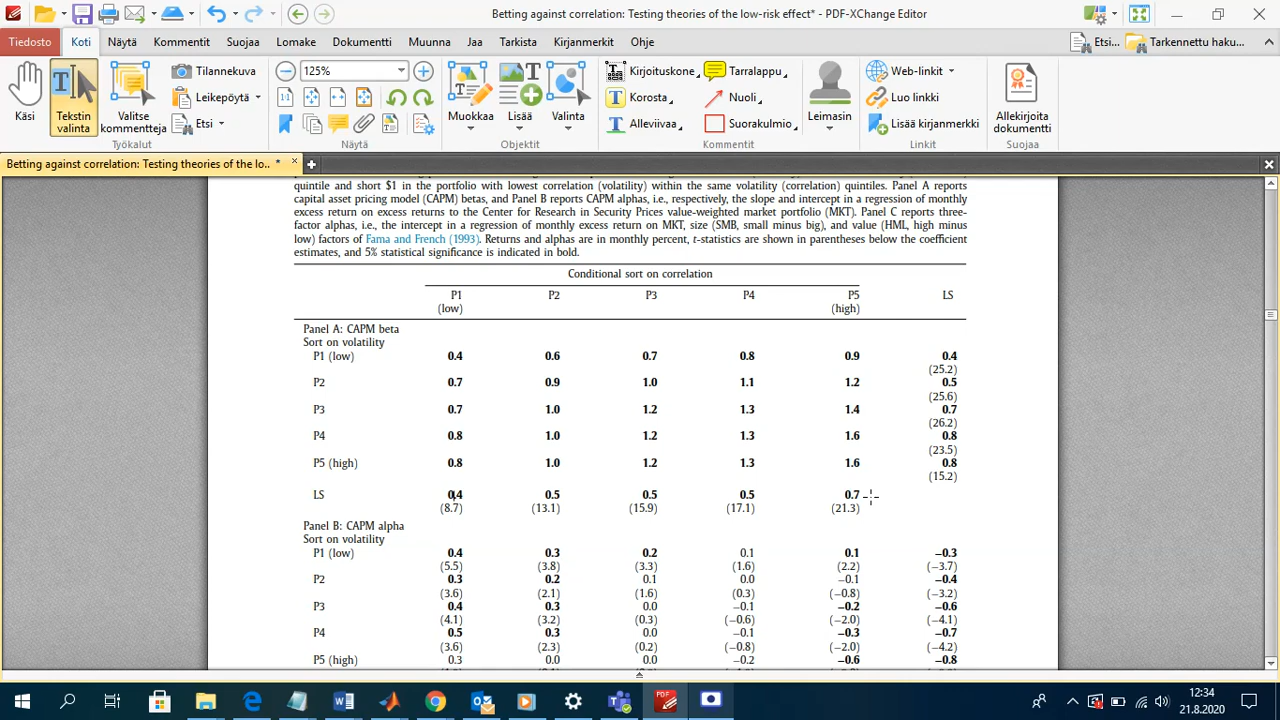 Betting against correlation: Testing theories of the low-risk effect* - PDF-XChange Editor
Tiedosto Koti Näytä Kommentit Suojaa Lomake Dokumentti Muunna Jaa Tarkista Kirjanmerkit Ohje Etsi... Tarkennettu haku...
Käsi
Tekstin valinta
Valitse kommentteja
Tilannekuva
Leikepöytä
Etsi
Työkalut
125%
Näytä
Muokkaa
Lisää
Valinta
Objektit
Kirjoituskone
Korosta
Alleviivaa
Tarralappu
Nuoli
Suorakulmio
Kommentit
Leimasin
Web-linkit
Luo linkki
Lisää kirjanmerkki
Linkit
Allekirjoita dokumentti
Suojaa
Betting against correlation: Testing theories of the lo.. *
quintile and short $1 in the portfolio with lowest correlation (volatility) within the same volatility (correlation) quintiles. Panel A reports
capital asset pricing model (CAPM) betas, and Panel B reports CAPM alphas, i.e., respectively, the slope and intercept in a regression of monthly
excess return on excess returns to the Center for Research in Security Prices value-weighted market portfolio (MKT). Panel C reports three-
factor alphas, i.e., the intercept in a regression of monthly excess return on MKT, size (SMB, small minus big), and value (HML, high minus
low) factors of Fama and French (1993). Returns and alphas are in monthly percent, t-statistics are shown in parentheses below the coefficient
estimates, and 5% statistical significance is indicated in bold.
Conditional sort on correlation
P1 P2 P3 P4 P5 LS
(low) (high)
Panel A: CAPM beta
Sort on volatility
P1 (low) 0.4 0.6 0.7 0.8 0.9 0.4
(25.2)
P2 0.7 0.9 1.0 1.1 1.2 0.5
(25.6)
P3 0.7 1.0 1.2 1.3 1.4 0.7
(26.2)
P4 0.8 1.0 1.2 1.3 1.6 0.8
(23.5)
P5 (high) 0.8 1.0 1.2 1.3 1.6 0.8
(15.2)
LS 0.4 0.5 0.5 0.5 0.7
(8.7) (13.1) (15.9) (17.1) (21.3)
Panel B: CAPM alpha
Sort on volatility
P1 (low) 0.4 0.3 0.2 0.1 0.1 −0.3
(5.5) (3.8) (3.3) (1.6) (2.2) (−3.7)
P2 0.3 0.2 0.1 0.0 −0.1 −0.4
(3.6) (2.1) (1.6) (0.3) (−0.8) (−3.2)
P3 0.4 0.3 0.0 −0.1 −0.2 −0.6
(4.1) (3.2) (0.3) (−0.6) (−2.0) (−4.1)
P4 0.5 0.3 0.0 −0.1 −0.3 −0.7
(3.6) (2.3) (0.2) (−0.8) (−2.0) (−4.2)
P5 (high) 0.3 0.0 0.0 −0.2 −0.6 −0.8
12:34
21.8.2020